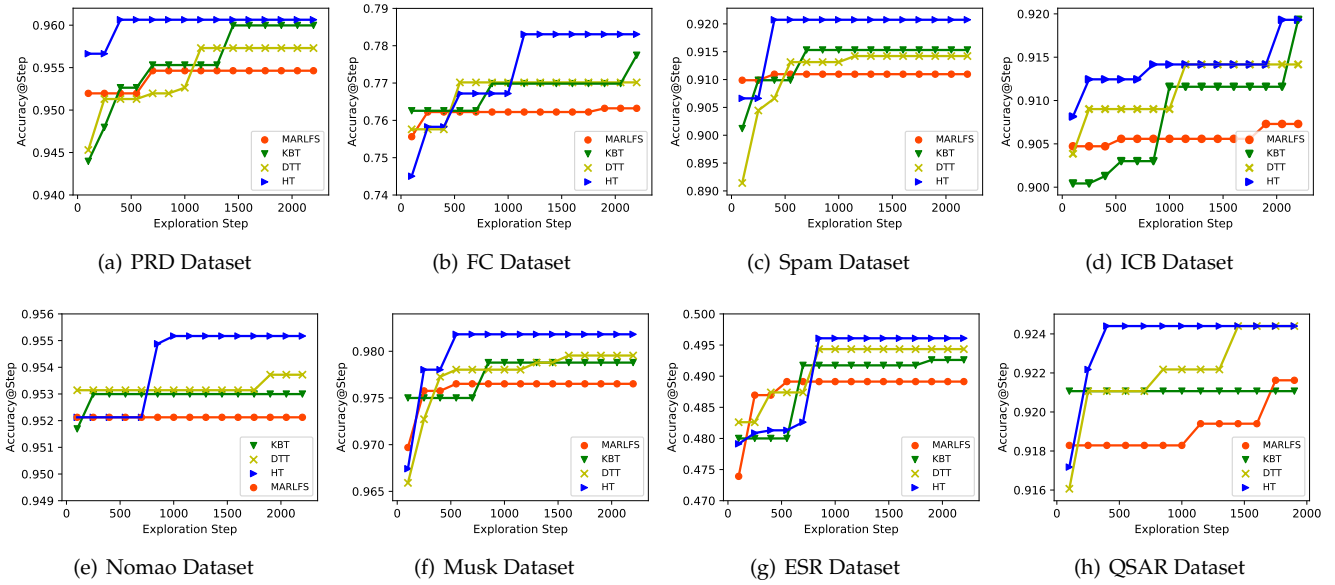 0.960
0.955
0.950
0.945
0.940
Accuracy@Step
0 500 1000 1500 2000
Exploration Step
MARLFS
KBT
DTT
HT
(a) PRD Dataset
0.79
0.78
0.77
0.76
0.75
0.74
Accuracy@Step
0 500 1000 1500 2000
Exploration Step
MARLFS
KBT
DTT
HT
(b) FC Dataset
0.920
0.915
0.910
0.905
0.900
0.895
0.890
Accuracy@Step
0 500 1000 1500 2000
Exploration Step
MARLFS
KBT
DTT
HT
(c) Spam Dataset
0.920
0.915
0.910
0.905
0.900
Accuracy@Step
0 500 1000 1500 2000
Exploration Step
MARLFS
KBT
DTT
HT
(d) ICB Dataset
0.956
0.955
0.954
0.953
0.952
0.950
0.950
0.949
Accuracy@Step
0 500 1000 1500 2000
Exploration Step
KBT
DTT
HT
MARLFS
(e) Nomao Dataset
0.980
0.975
0.970
0.965
Accuracy@Step
0 500 1000 1500 2000
Exploration Step
MARLFS
KBT
DTT
HT
(f) Musk Dataset
0.500
0.495
0.490
0.485
0.480
0.475
0.470
Accuracy@Step
0 500 1000 1500 2000
Exploration Step
MARLFS
KBT
DTT
HT
(g) ESR Dataset
0.924
0.922
0.920
0.918
0.916
Accuracy@Step
0 500 1000 1500 2000
Exploration Step
MARLFS
KBT
DTT
HT
(h) QSAR Dataset